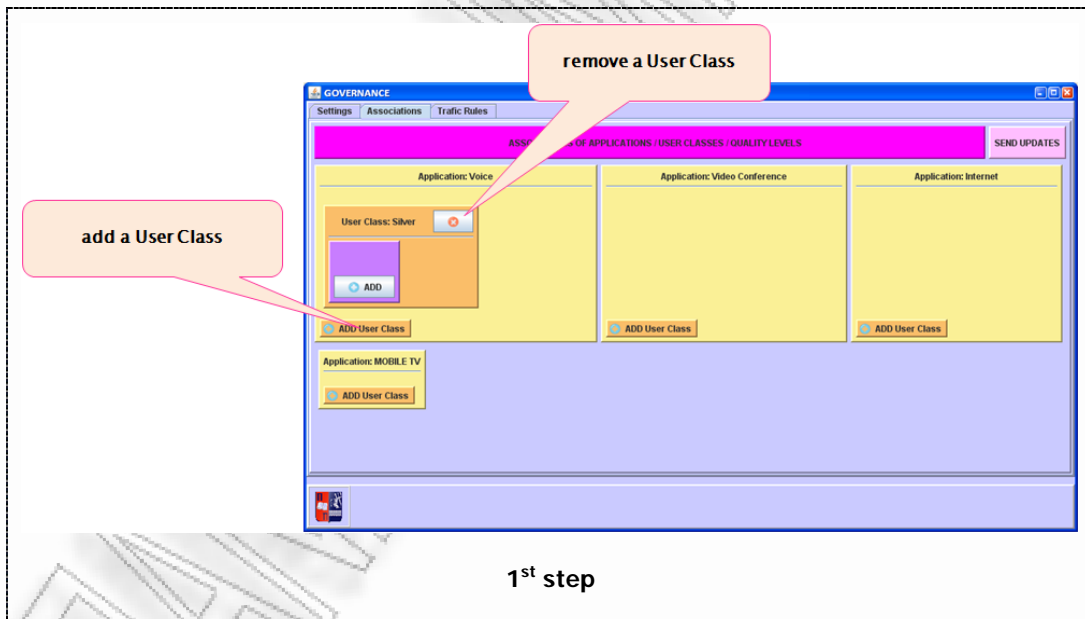 remove a User Class
GOVERNANCE
Settings Associations Trafic Rules
OF APPLICATIONS / USER CLASSES / QUALITY LEVELS
SEND UPDATES
Application: Voice
Application: Video Conference
Application: Internet
add a User Class
User Class: Silver
ADD
ADD User Class
ADD User Class
ADD User Class
Application: MOBILE TV
ADD User Class
1st step